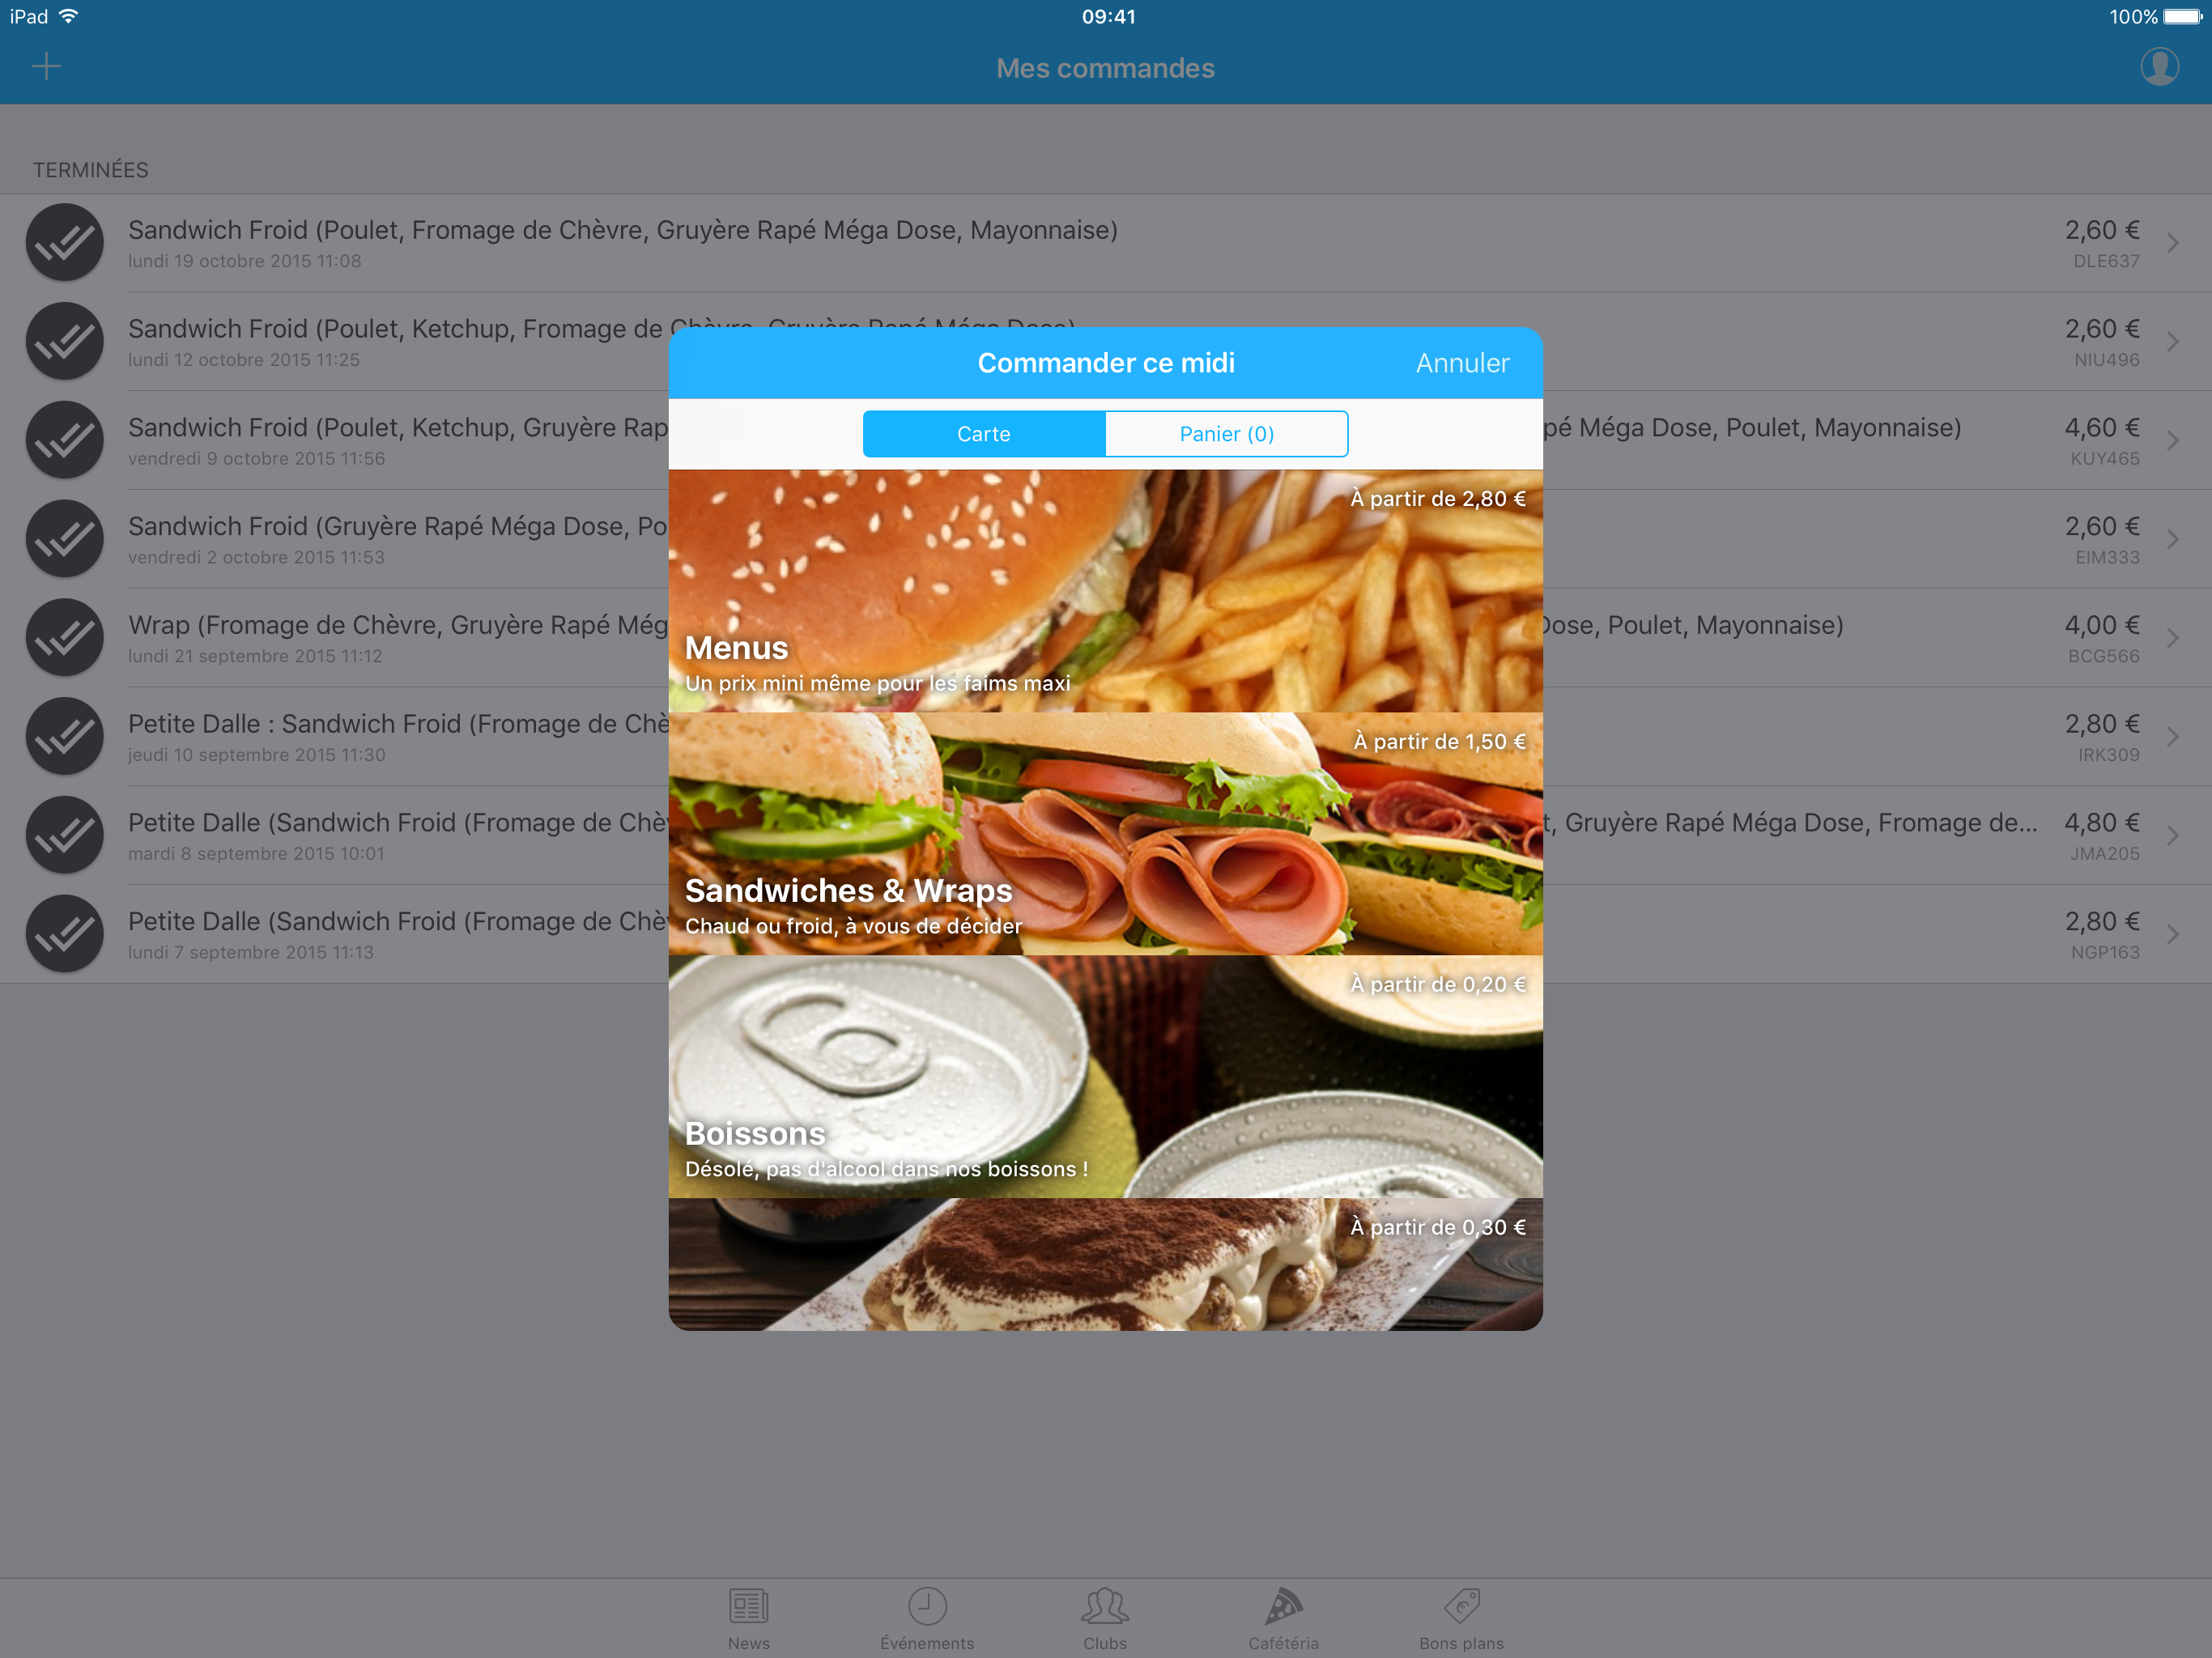 iPad 09:41 100%
Mes commandes
TERMINÉES
Sandwich Froid (Poulet, Fromage de Chèvre, Gruyère Rapé Méga Dose, Mayonnaise) 2,60 €
lundi 19 octobre 2015 11:08 DLE637
Sandwich Froid (Poulet, Ketchup, Fromage de Chèvre, Gruyère Rapé Méga Dose) 2,60 €
lundi 12 octobre 2015 11:25 NIU496
Sandwich Froid (Poulet, Ketchup, Gruyère Rap pé Méga Dose, Poulet, Mayonnaise) 4,60 €
vendredi 9 octobre 2015 11:56 KUY465
Sandwich Froid (Gruyère Rapé Méga Dose, Po 2,60 €
vendredi 2 octobre 2015 11:53 EIM333
Wrap (Fromage de Chèvre, Gruyère Rapé Még Dose, Poulet, Mayonnaise) 4,00 €
lundi 21 septembre 2015 11:12 BCG566
Petite Dalle : Sandwich Froid (Fromage de Chè 2,80 €
jeudi 10 septembre 2015 11:30 IRK309
Petite Dalle (Sandwich Froid (Fromage de Chè t, Gruyère Rapé Méga Dose, Fromage de... 4,80 €
mardi 8 septembre 2015 10:01 JMA205
Petite Dalle (Sandwich Froid (Fromage de Chè 2,80 €
lundi 7 septembre 2015 11:13 NGP163
Commander ce midi Annuler
Carte Panier (0)
À partir de 2,80 €
Menus
Un prix mini même pour les faims maxi
À partir de 1,50 €
Sandwiches & Wraps
Chaud ou froid, à vous de décider
À partir de 0,20 €
Boissons
Désolé, pas d'alcool dans nos boissons !
À partir de 0,30 €
News Événements Clubs Cafétéria Bons plans